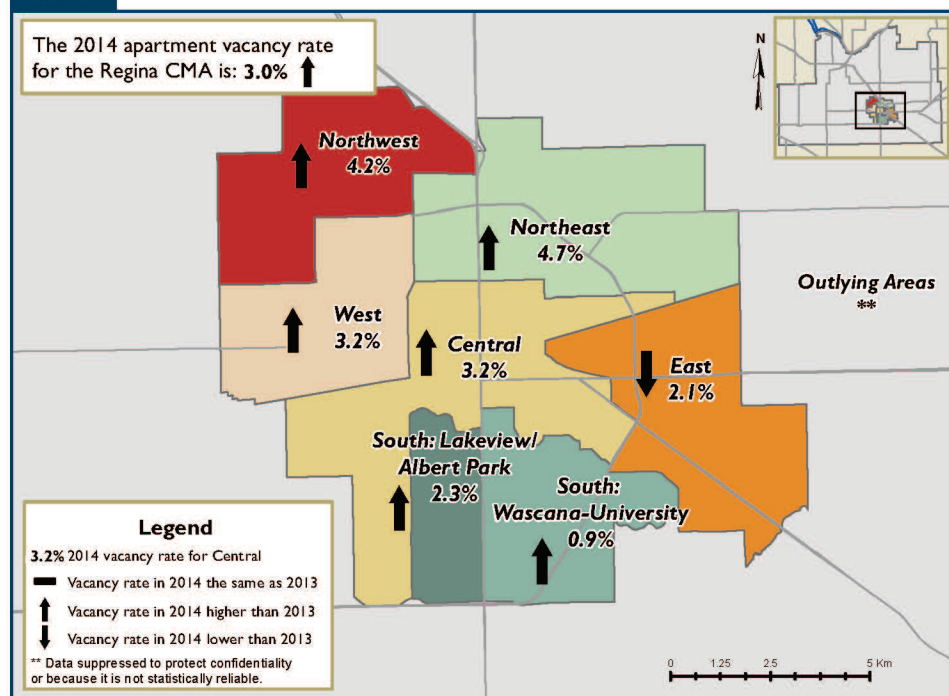 The 2014 apartment vacancy rate
for the Regina CMA is: 3.0%
N
Northwest
4.2%
Northeast
4.7%
Outlying Areas
**
West
3.2%
Central
3.2%
East
2.1%
South: Lakeview/
Albert Park
2.3%
South:
Wascana-University
0.9%
Legend
3.2% 2014 vacancy rate for Central
Vacancy rate in 2014 the same as 2013
Vacancy rate in 2014 higher than 2013
Vacancy rate in 2014 lower than 2013
** Data suppressed to protect confidentiality
or because it is not statistically reliable.
0 1.25 2.5 5 Km